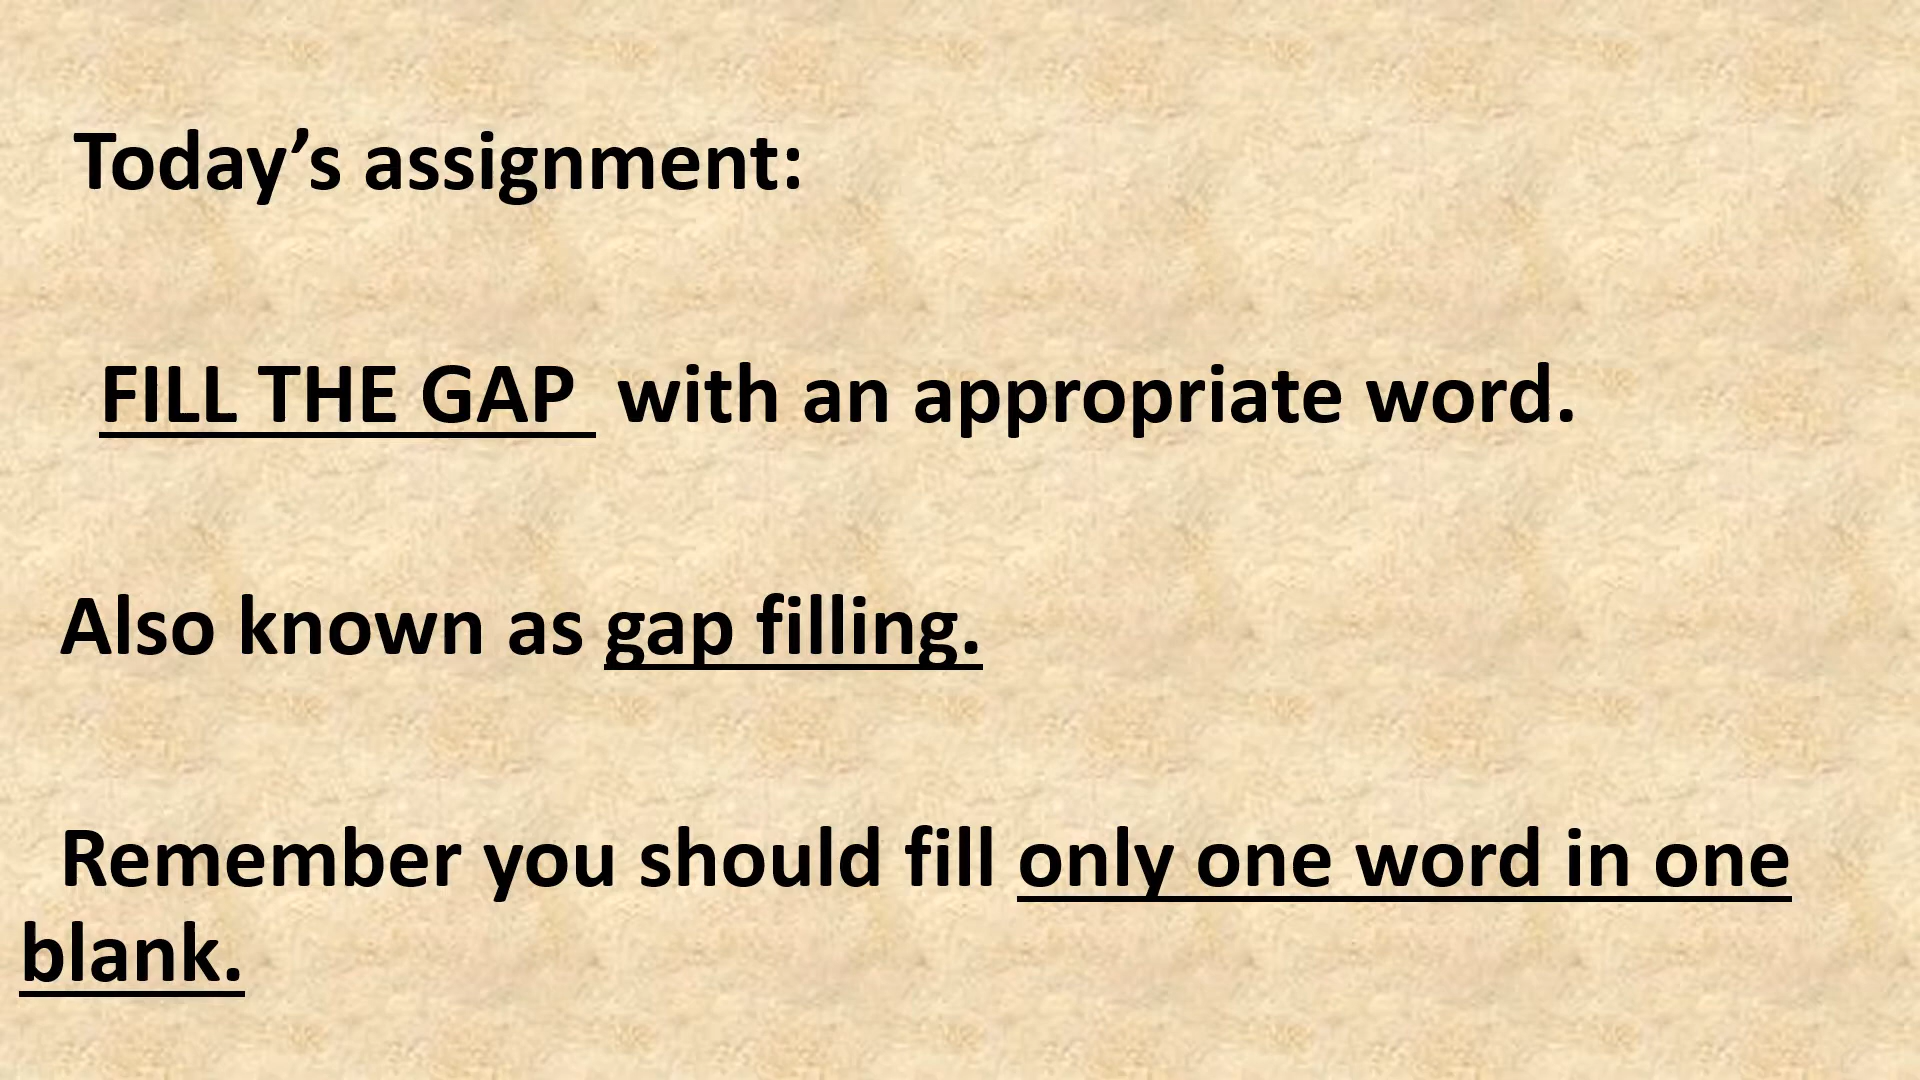 Today’s assignment:
FILL THE GAP with an appropriate word.
Also known as gap filling.
Remember you should fill only one word in one
blank.